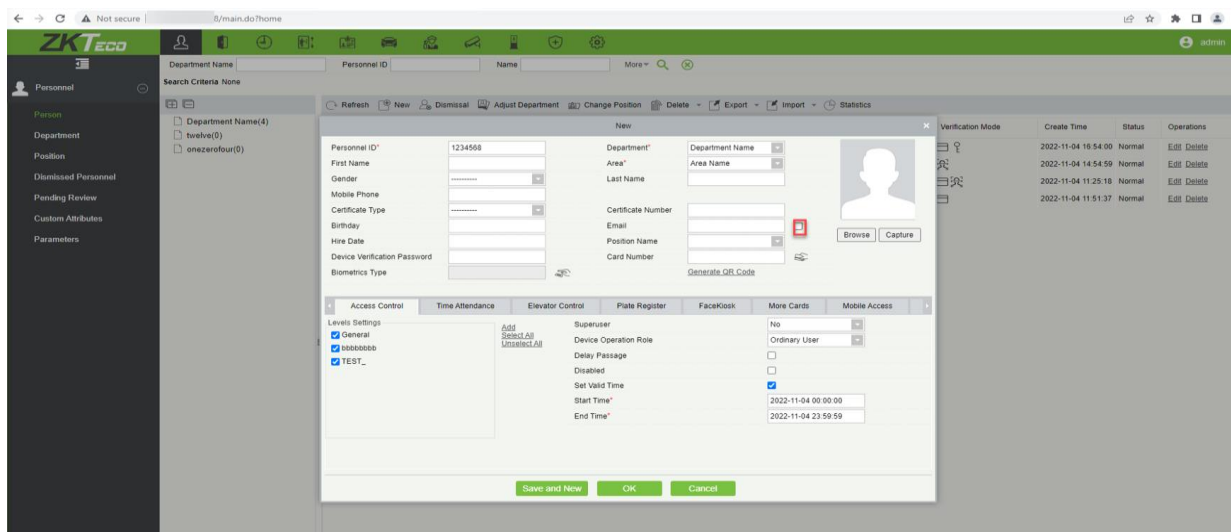 Not secure 8/main.do?home
ZKTeco
admin
Department Name Personnel ID Name More
Search Criteria None
Personnel
Person
Department
Position
Dismissed Personnel
Pending Review
Custom Attributes
Parameters
Department Name(4)
twelve(0)
onezerofour(0)
Refresh New Dismissal Adjust Department Change Position Delete Export Import Statistics
Verification Mode Create Time Status Operations
2022-11-04 16:54:00 Normal Edit Delete
2022-11-04 14:54:59 Normal Edit Delete
2022-11-04 11:25:18 Normal Edit Delete
2022-11-04 11:51:37 Normal Edit Delete
New
Personnel ID* 1234568 Department* Department Name
First Name Area* Area Name
Gender ---------- Last Name
Mobile Phone
Certificate Type ---------- Certificate Number
Birthday Email
Hire Date Position Name
Device Verification Password Card Number
Biometrics Type Generate QR Code
Browse Capture
Access Control Time Attendance Elevator Control Plate Register FaceKiosk More Cards Mobile Access
Levels Settings
General
bbbbbbbb
TEST_
Add
Select All
Unselect All
Superuser No
Device Operation Role Ordinary User
Delay Passage
Disabled
Set Valid Time
Start Time* 2022-11-04 00:00:00
End Time* 2022-11-04 23:59:59
Save and New OK Cancel